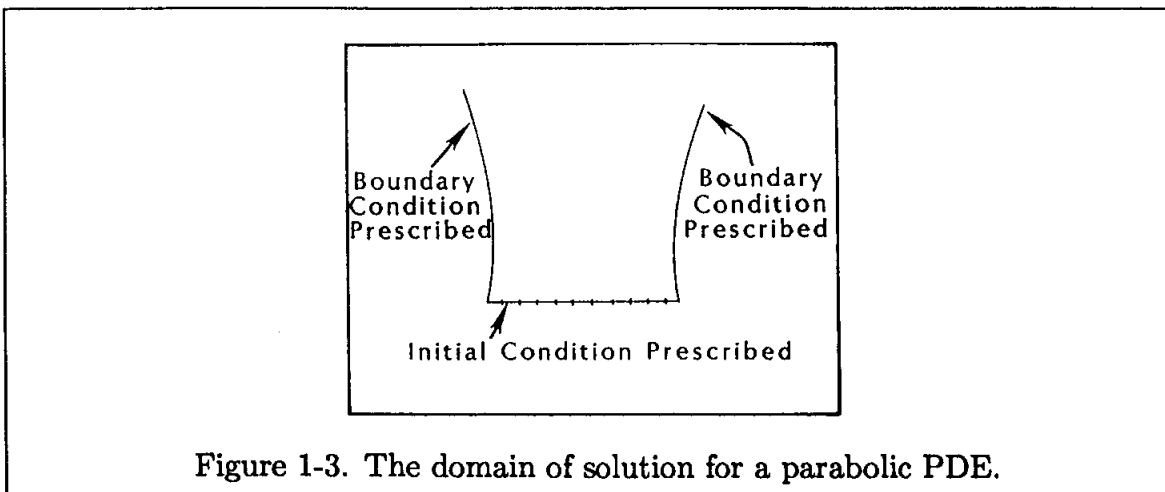 Boundary
Condition
Prescribed
Boundary
Condition
Prescribed
Initial Condition Prescribed
Figure 1-3. The domain of solution for a parabolic PDE.